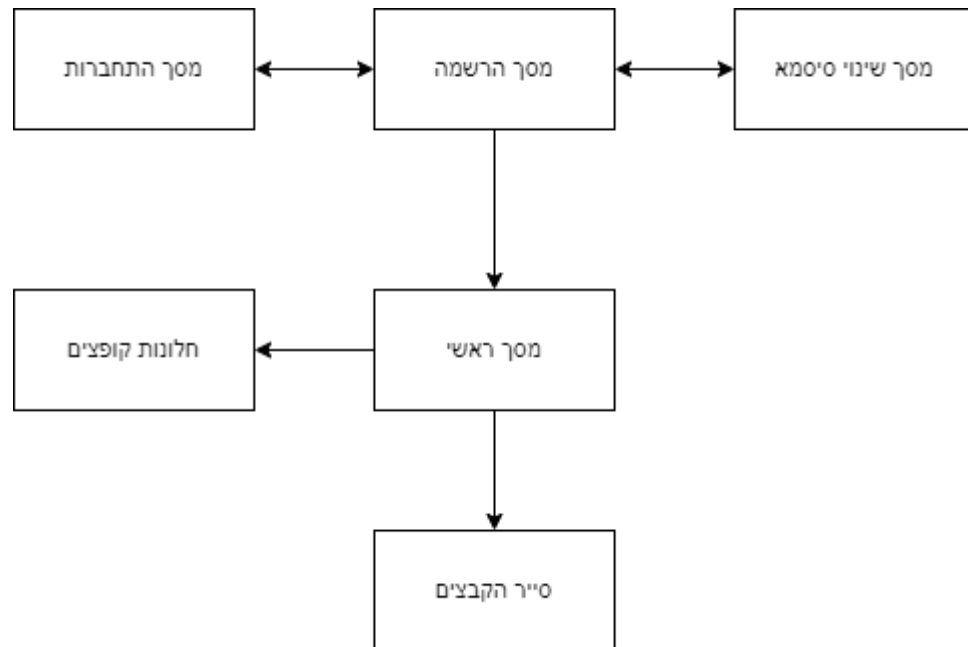 מסך שינוי סיסמא
מסך הרשמה
מסך התחברות
מסך ראשי
חלונות קופצים
סייר הקבצים